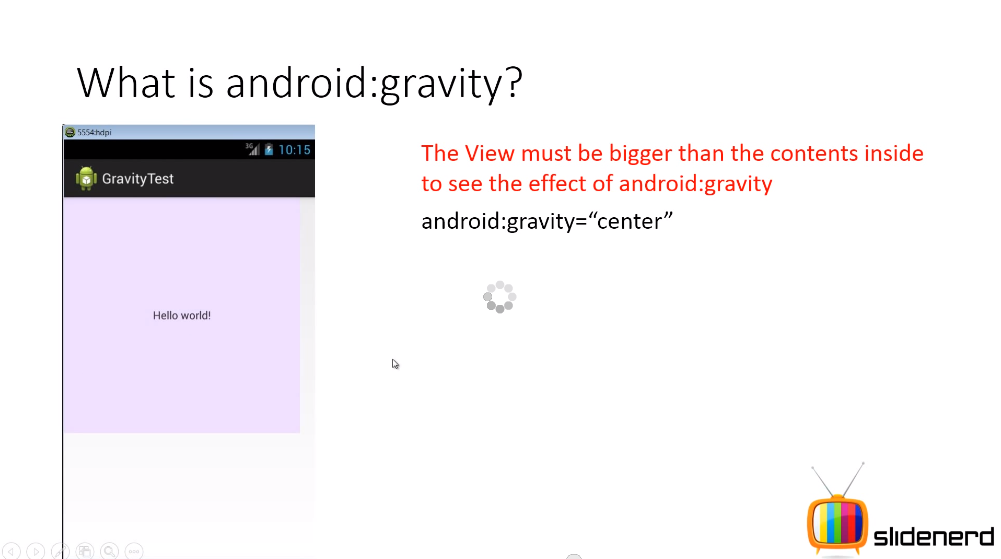 What is android:gravity?
5554:hdpi
3G 10:15
GravityTest
The View must be bigger than the contents inside
to see the effect of android:gravity
android:gravity=“center”
Hello world!
slidenerd